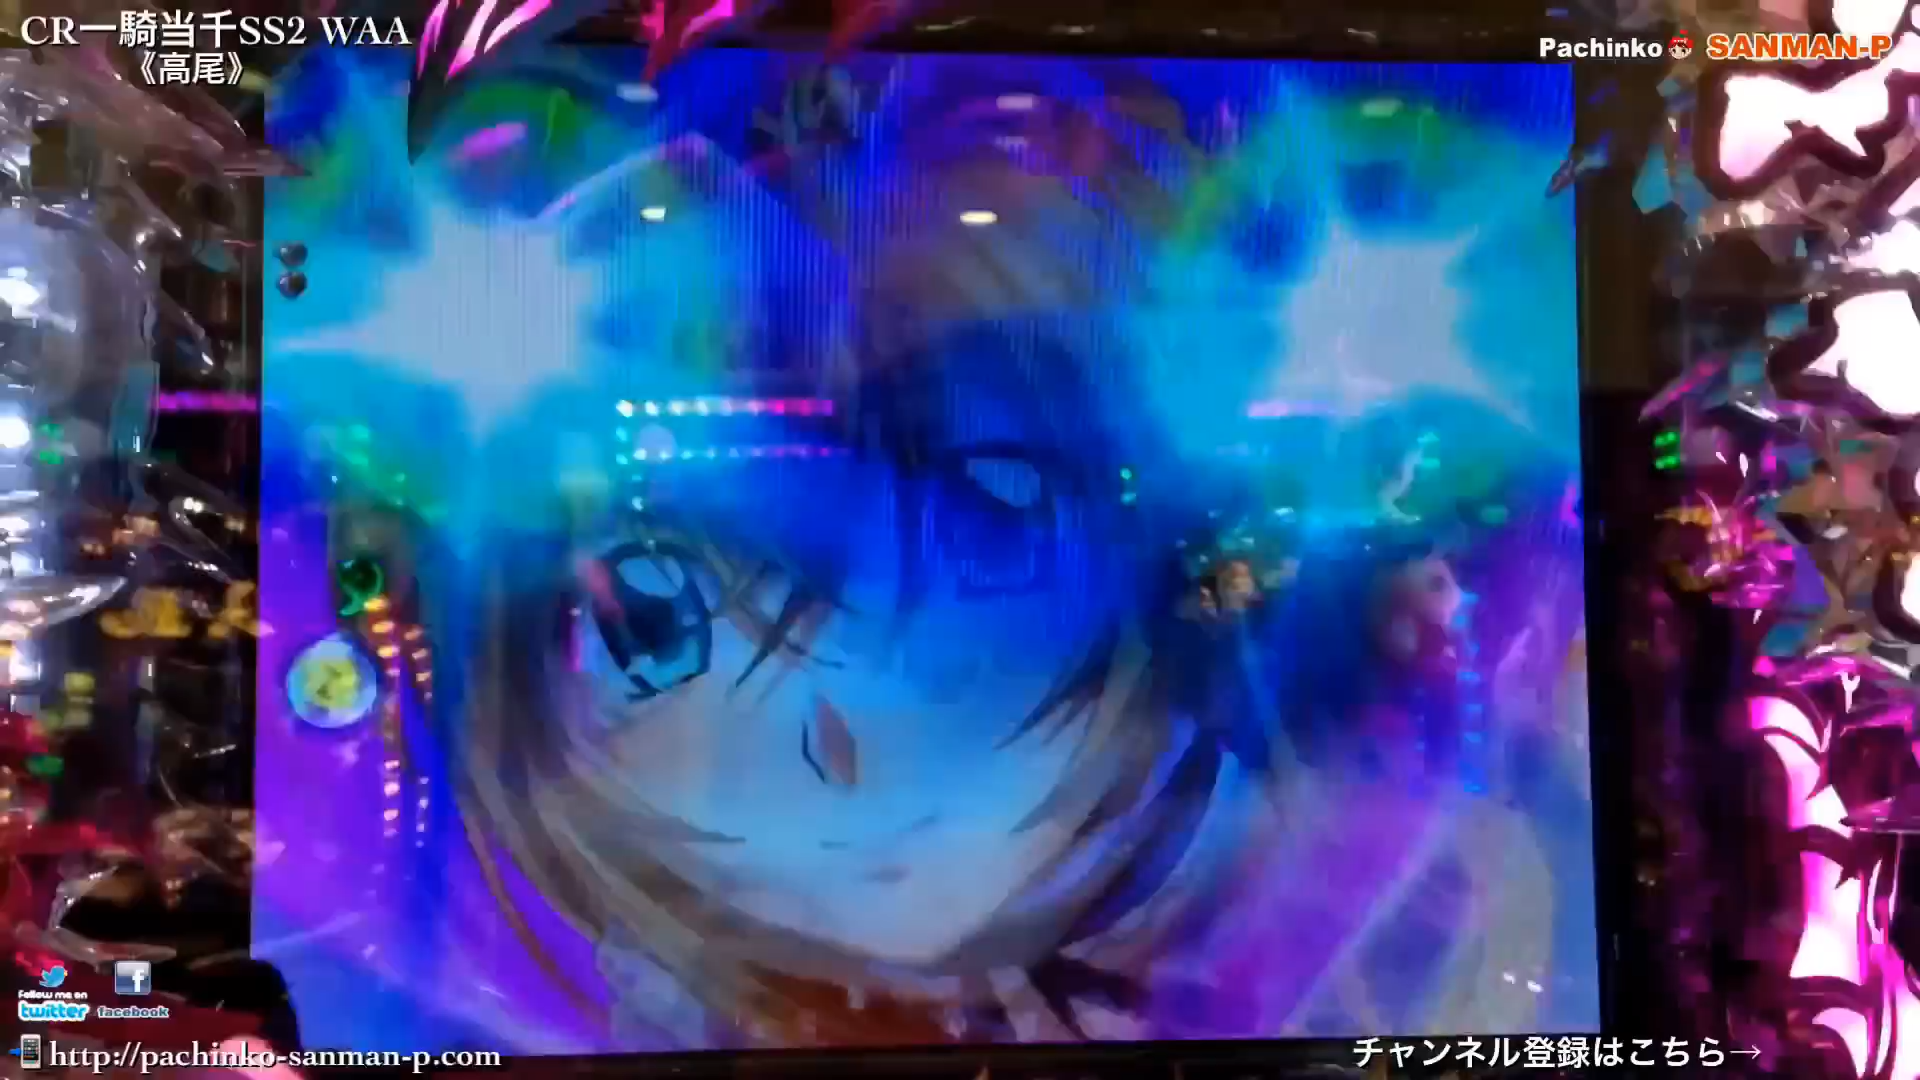 CR一騎当千SS2 WAA
《高尾》
Pachinko SANMAN-P
Follow me on
twitter
facebook
http://pachinko-sanman-p.com
チャンネル登録はこちら→